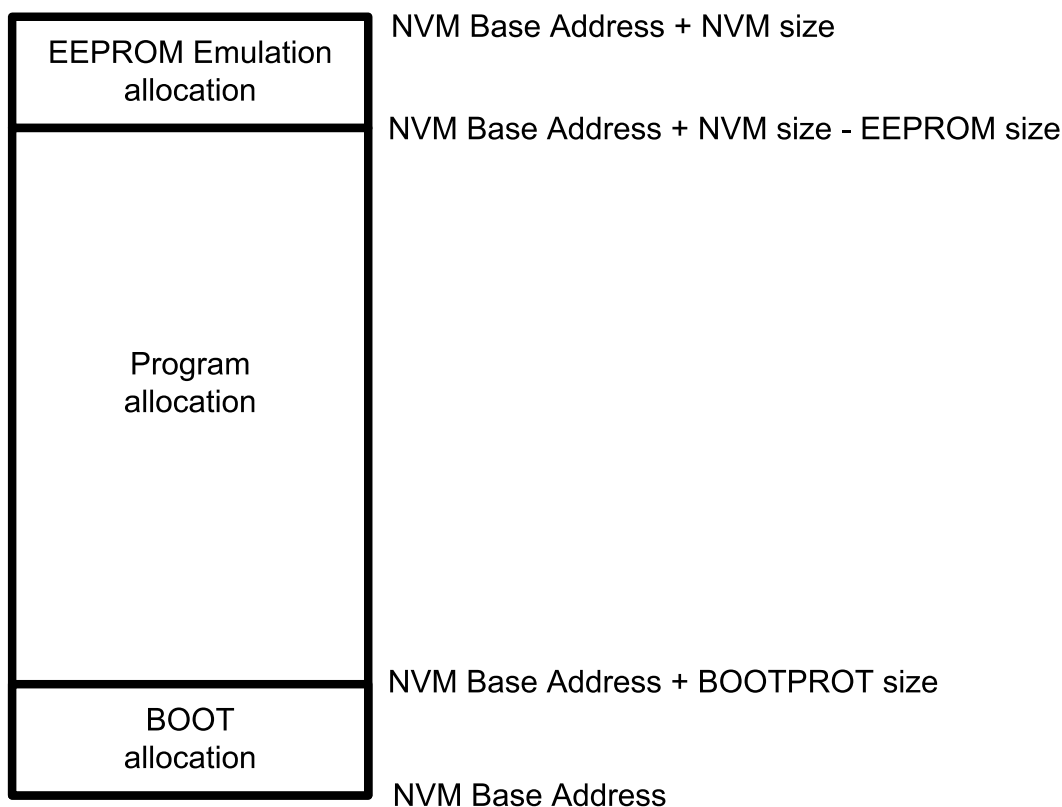 NVM Base Address + NVM size
EEPROM Emulation
allocation
NVM Base Address + NVM size - EEPROM size
Program
allocation
NVM Base Address + BOOTPROT size
BOOT
allocation
NVM Base Address